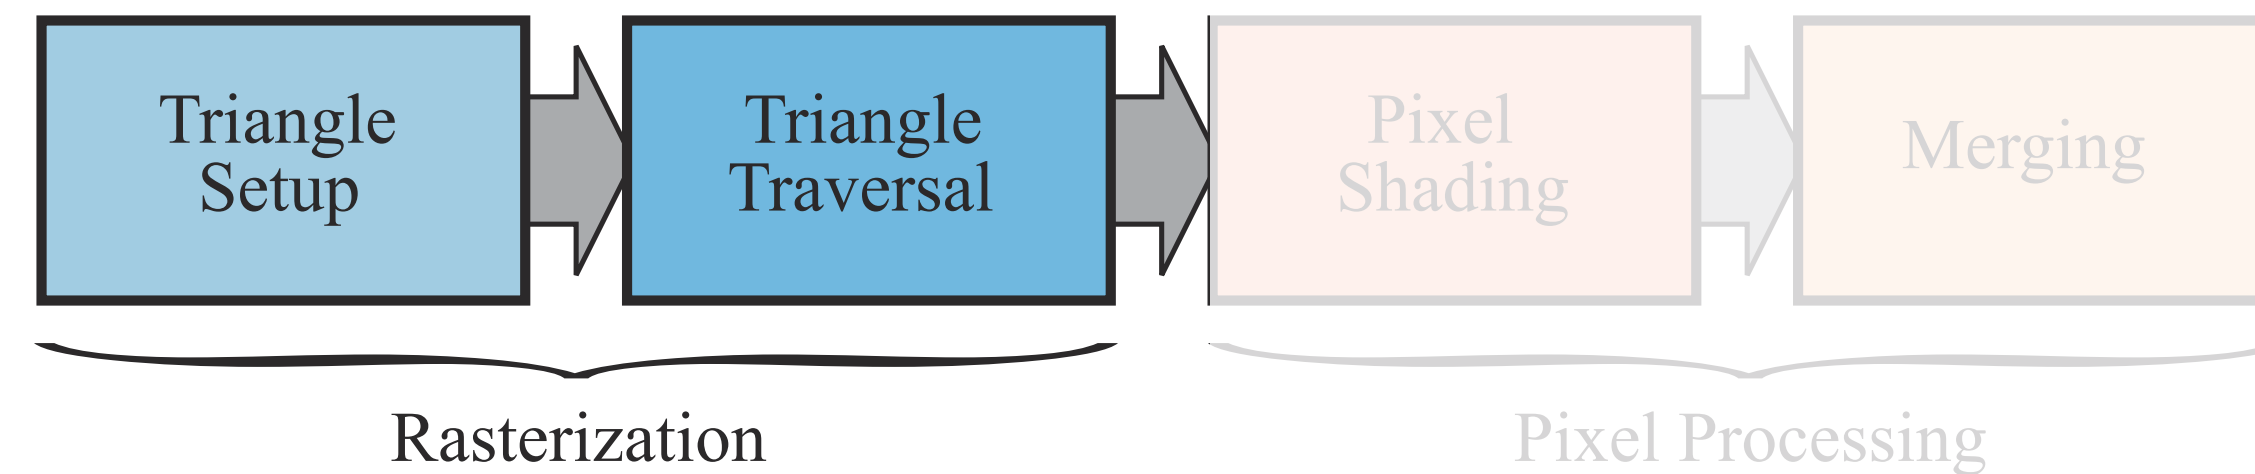 Triangle
Setup
Triangle
Traversal
Pixel
Shading
Merging
Rasterization
Pixel Processing